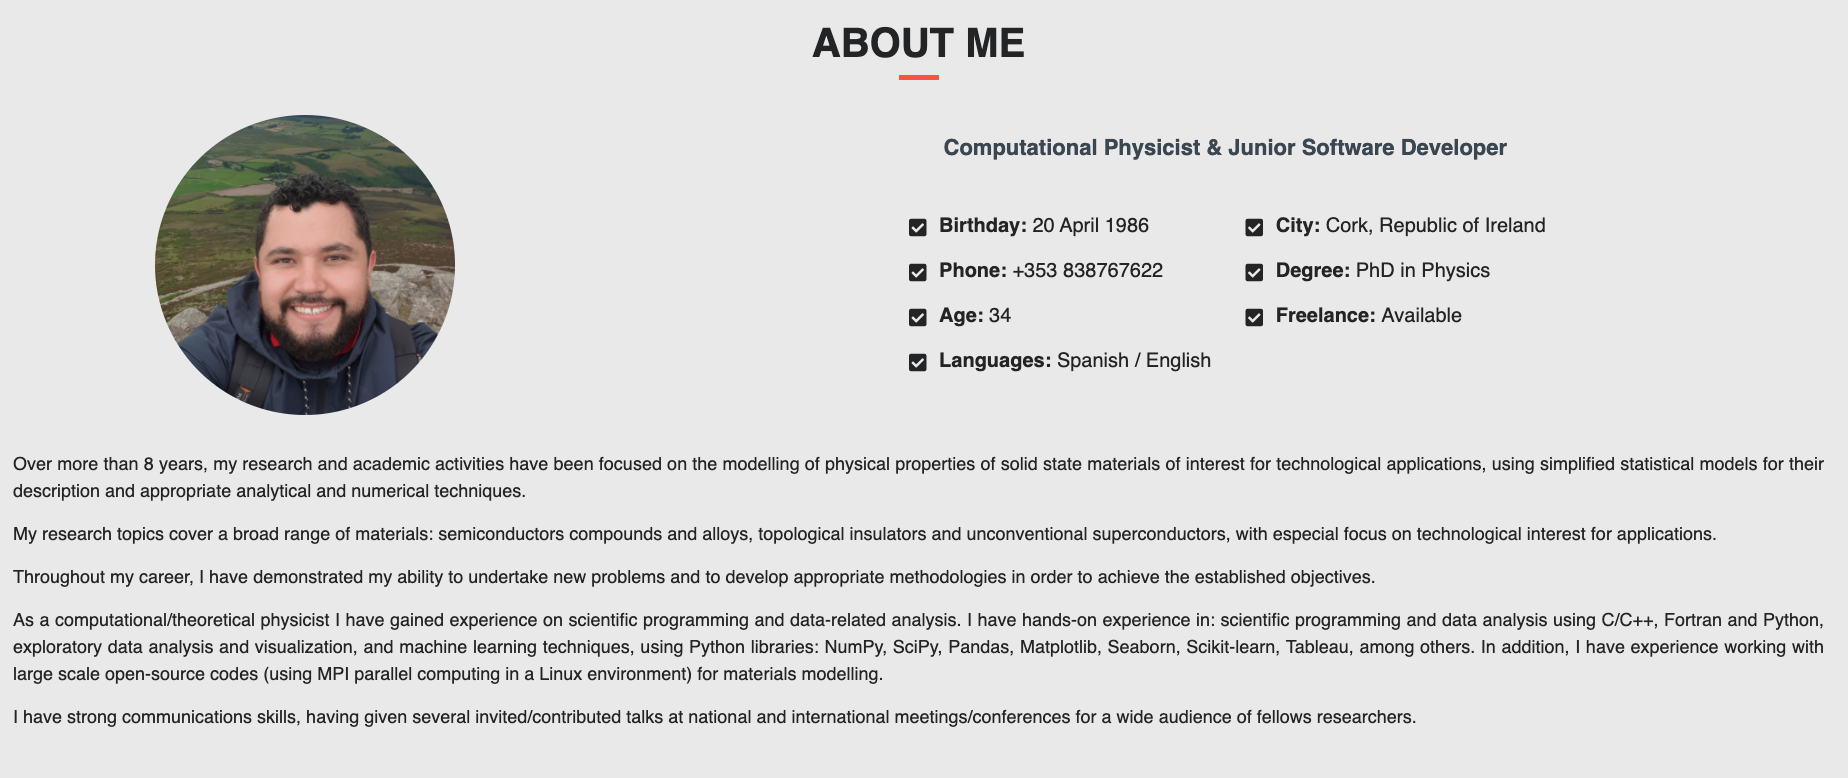 ABOUT ME
Computational Physicist & Junior Software Developer
Birthday: 20 April 1986
City: Cork, Republic of Ireland
Phone: +353 838767622
Degree: PhD in Physics
Age: 34
Freelance: Available
Languages: Spanish / English
Over more than 8 years, my research and academic activities have been focused on the modelling of physical properties of solid state materials of interest for technological applications, using simplified statistical models for their
description and appropriate analytical and numerical techniques.
My research topics cover a broad range of materials: semiconductors compounds and alloys, topological insulators and unconventional superconductors, with especial focus on technological interest for applications.
Throughout my career, I have demonstrated my ability to undertake new problems and to develop appropriate methodologies in order to achieve the established objectives.
As a computational/theoretical physicist I have gained experience on scientific programming and data-related analysis. I have hands-on experience in: scientific programming and data analysis using C/C++, Fortran and Python,
exploratory data analysis and visualization, and machine learning techniques, using Python libraries: NumPy, SciPy, Pandas, Matplotlib, Seaborn, Scikit-learn, Tableau, among others. In addition, I have experience working with
large scale open-source codes (using MPI parallel computing in a Linux environment) for materials modelling.
I have strong communications skills, having given several invited/contributed talks at national and international meetings/conferences for a wide audience of fellows researchers.